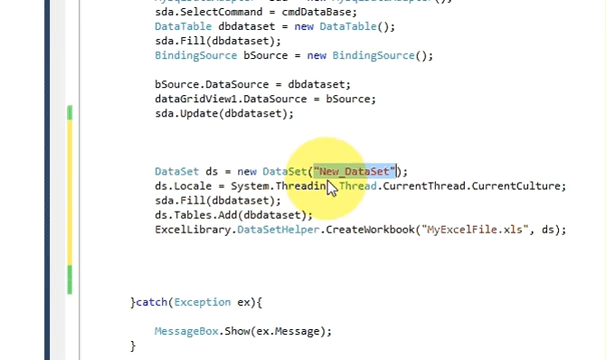 sda.SelectCommand = cmdDataBase;
DataTable dbdataset = new DataTable();
sda.Fill(dbdataset);
BindingSource bSource = new BindingSource();
bSource.DataSource = dbdataset;
dataGridView1.DataSource = bSource;
sda.Update(dbdataset);
DataSet ds = new DataSet("New_DataSet");
ds.Locale = System.Threading.Thread.CurrentThread.CurrentCulture;
sda.Fill(dbdataset);
ds.Tables.Add(dbdataset);
ExcelLibrary.DataSetHelper.CreateWorkbook("MyExcelFile.xls", ds);
}catch(Exception ex){
MessageBox.Show(ex.Message);
}